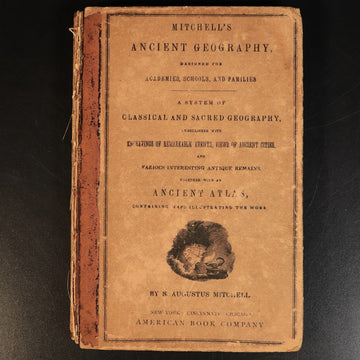 MITCHELL'S
ANCIENT GEOGRAPHY,
DESIGNED FOR
ACADEMIES, SCHOOLS, AND FAMILIES
A SYSTEM OF
CLASSICAL AND SACRED GEOGRAPHY,
EMBELLISHED WITH
ENGRAVINGS OF REMARKABLE EVENTS, VIEWS OF ANCIENT CITIES,
AND
VARIOUS INTERESTING ANTIQUE REMAINS.
TOGETHER WITH AN
ANCIENT ATLAS,
CONTAINING MAPS ILLUSTRATING THE WORK.
BY S. AUGUSTUS MITCHELL.
NEW YORK CINCINNATI CHICAGO
AMERICAN BOOK COMPANY